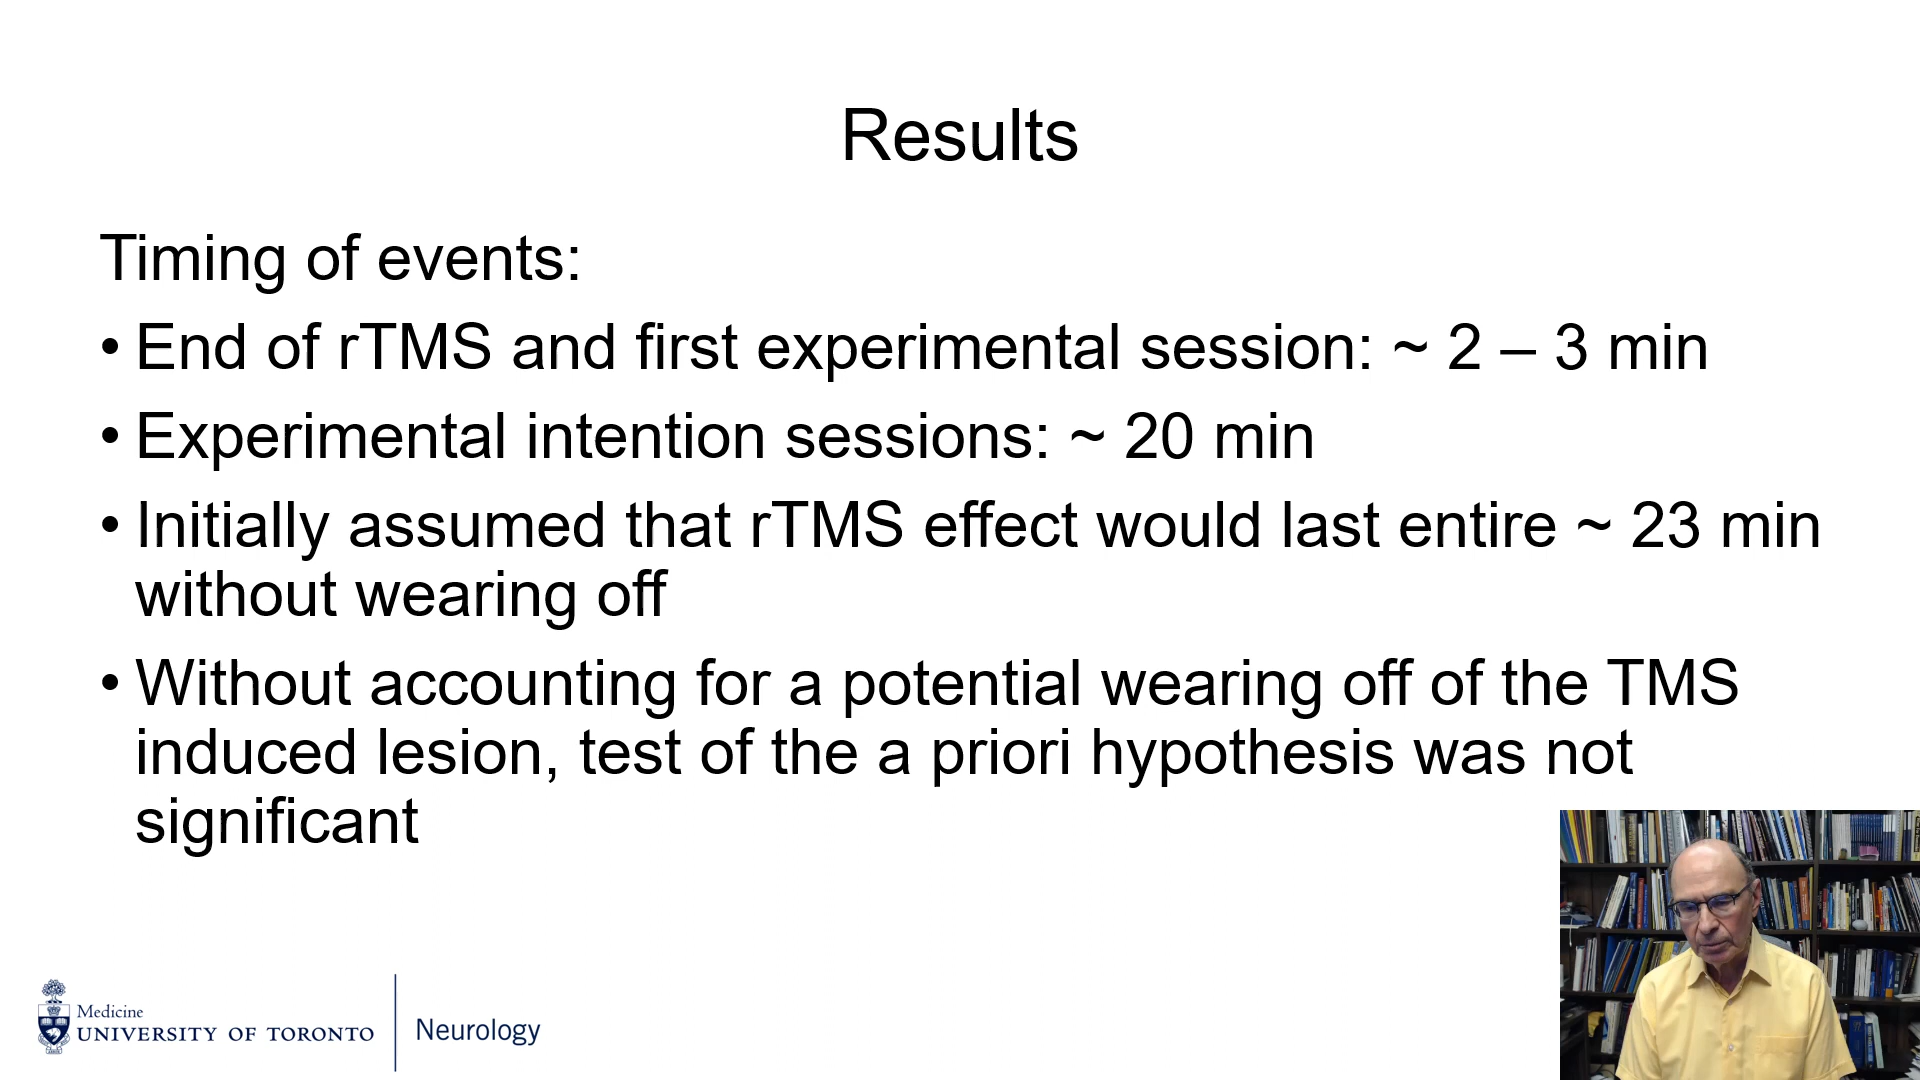 Results
Timing of events:
• End of rTMS and first experimental session: ~ 2 – 3 min
• Experimental intention sessions: ~ 20 min
• Initially assumed that rTMS effect would last entire ~ 23 min
without wearing off
• Without accounting for a potential wearing off of the TMS
induced lesion, test of the a priori hypothesis was not
significant
Medicine
UNIVERSITY OF TORONTO
Neurology